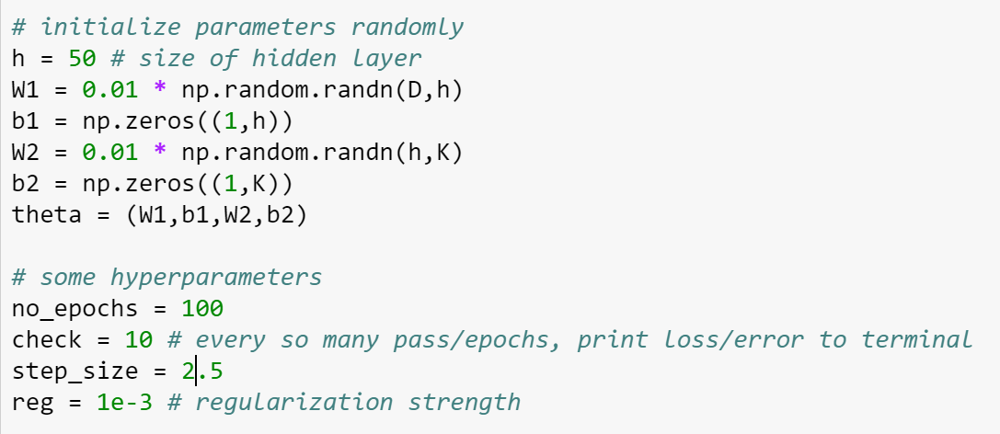 # initialize parameters randomly
h = 50 # size of hidden layer
W1 = 0.01 * np.random.randn(D,h)
b1 = np.zeros((1,h))
W2 = 0.01 * np.random.randn(h,K)
b2 = np.zeros((1,K))
theta = (W1,b1,W2,b2)
# some hyperparameters
no_epochs = 100
check = 10 # every so many pass/epochs, print loss/error to terminal
step_size = 2.5
reg = 1e-3 # regularization strength